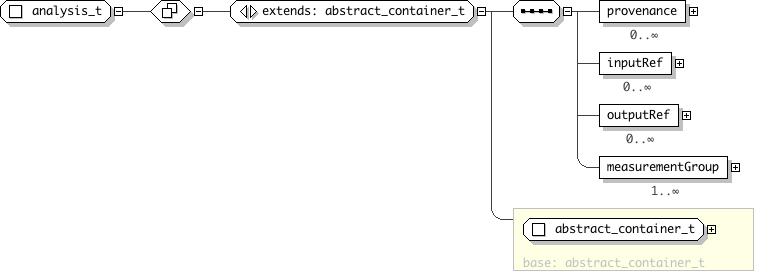 analysis_t
extends: abstract_container_t
provenance
0..∞
inputRef
0..∞
outputRef
0..∞
measurementGroup
1..∞
abstract_container_t
base: abstract_container_t